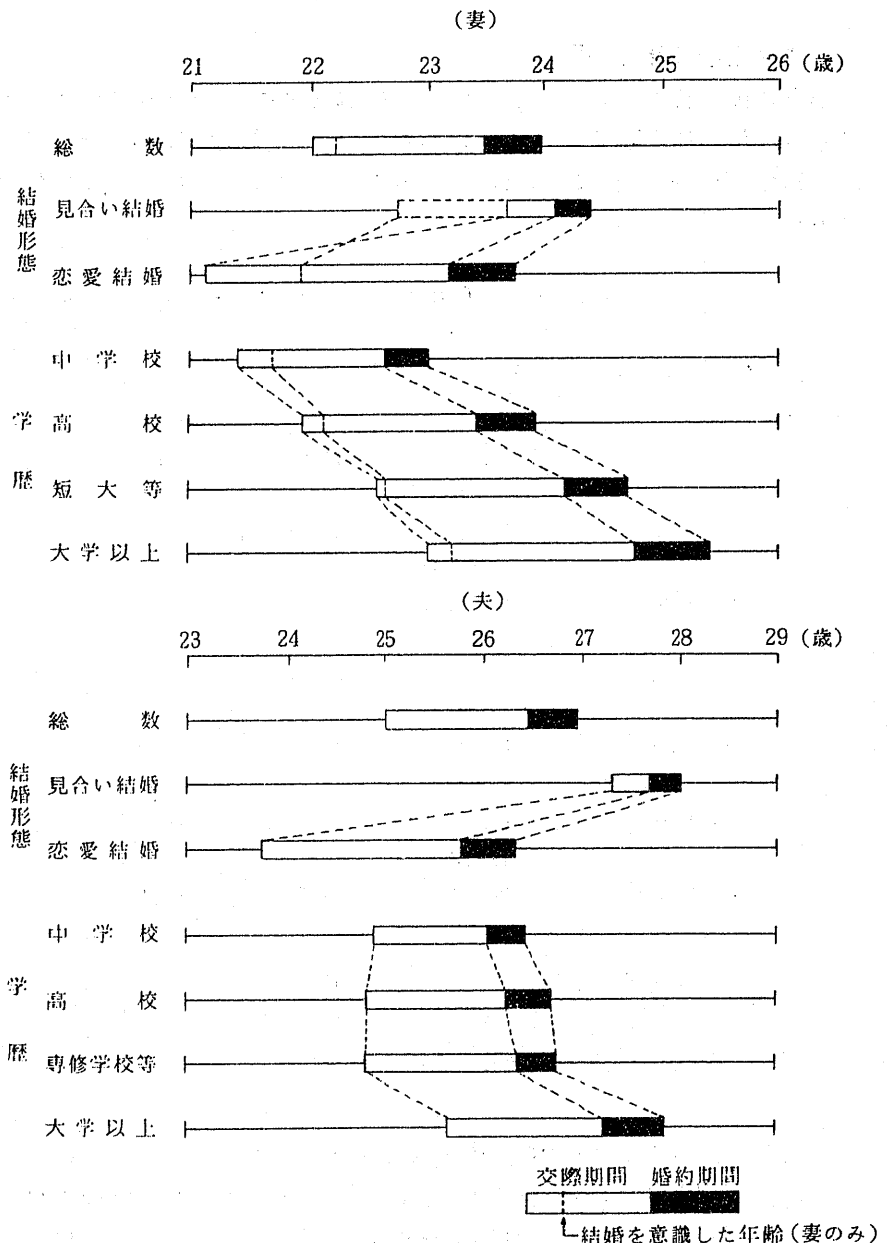 (妻)
21 22 23 24 25 26 (歳)
総数
結婚形態
見合い結婚
恋愛結婚
学歴
中学校
高校
短大等
大学以上
(夫)
23 24 25 26 27 28 29 (歳)
総数
結婚形態
見合い結婚
恋愛結婚
学歴
中学校
高校
専修学校等
大学以上
交際期間 婚約期間
結婚を意識した年齢(妻のみ)